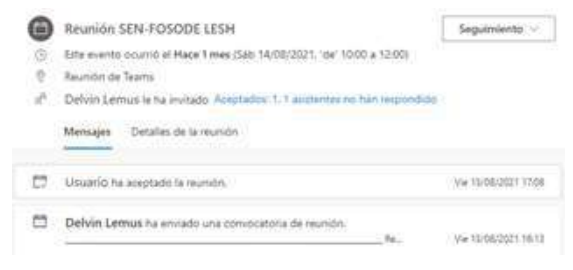 Reunión SEN-FOSODE LESH
Seguimiento
Este evento ocurrió el Hace 1 mes (Sáb 14/08/2021, 'de' 10:00 a 12:00)
Reunión de Teams
Delvin Lemus le ha invitado. Aceptados: 1, 1 asistentes no han respondido
Mensajes Detalles de la reunión
Usuario ha aceptado la reunión. Vie 13/08/2021 17:08
Delvin Lemus ha enviado una convocatoria de reunión.
Re... Vie 13/08/2021 16:13